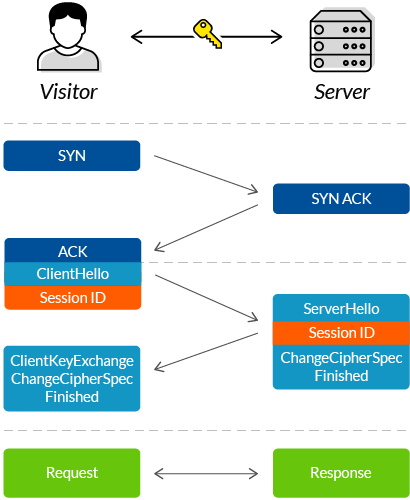 Visitor
Server
SYN
SYN ACK
ACK
ClientHello
Session ID
ServerHello
Session ID
ChangeCipherSpec
Finished
ClientKeyExchange
ChangeCipherSpec
Finished
Request
Response